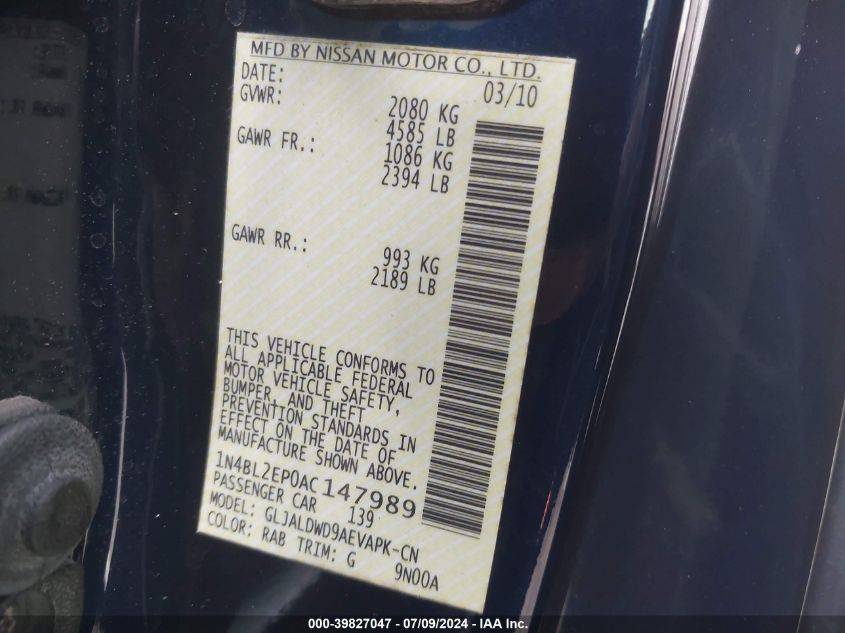 MFD BY NISSAN MOTOR CO., LTD.
DATE: 03/10
GVWR: 2080 KG
4585 LB
GAWR FR.: 1086 KG
2394 LB
GAWR RR.: 993 KG
2189 LB
THIS VEHICLE CONFORMS TO
ALL APPLICABLE FEDERAL
MOTOR VEHICLE SAFETY,
BUMPER, AND THEFT
PREVENTION STANDARDS IN
EFFECT ON THE DATE OF
MANUFACTURE SHOWN ABOVE.
1N4BL2EP0AC147989
PASSENGER CAR 139
MODEL: GLJALDWD9AEVAPK-CN
COLOR: RAB TRIM: G 9N00A
000-39827047 - 07/09/2024 - IAA Inc.